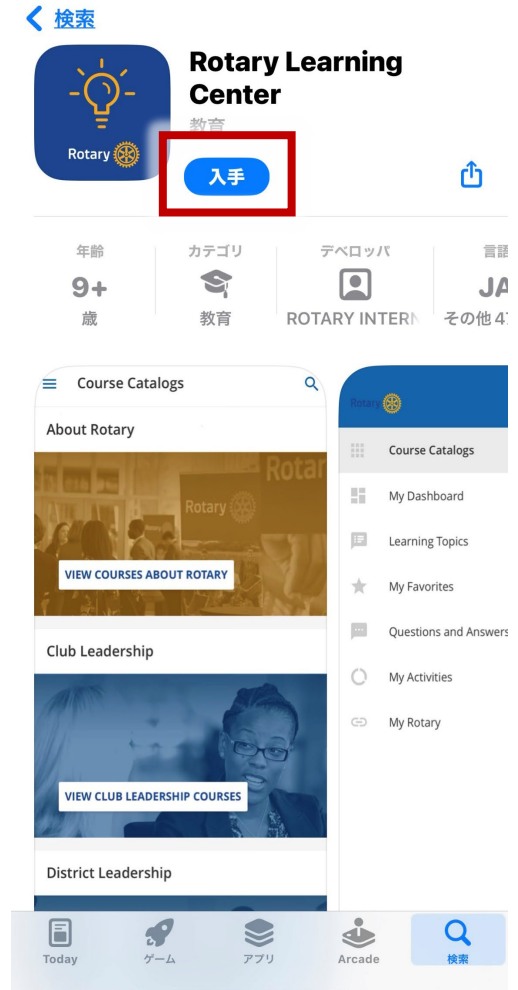 検索
Rotary Learning
Center
教育
Rotary
入手
年齢
9+
歳
カテゴリ
教育
デベロッパ
ROTARY INTERN
言語
JA
その他 47
Course Catalogs
About Rotary
Rotary
Rotar
VIEW COURSES ABOUT ROTARY
Club Leadership
VIEW CLUB LEADERSHIP COURSES
District Leadership
Rotary
Course Catalogs
My Dashboard
Learning Topics
My Favorites
Questions and Answers
My Activities
My Rotary
Today
ゲーム
アプリ
Arcade
検索